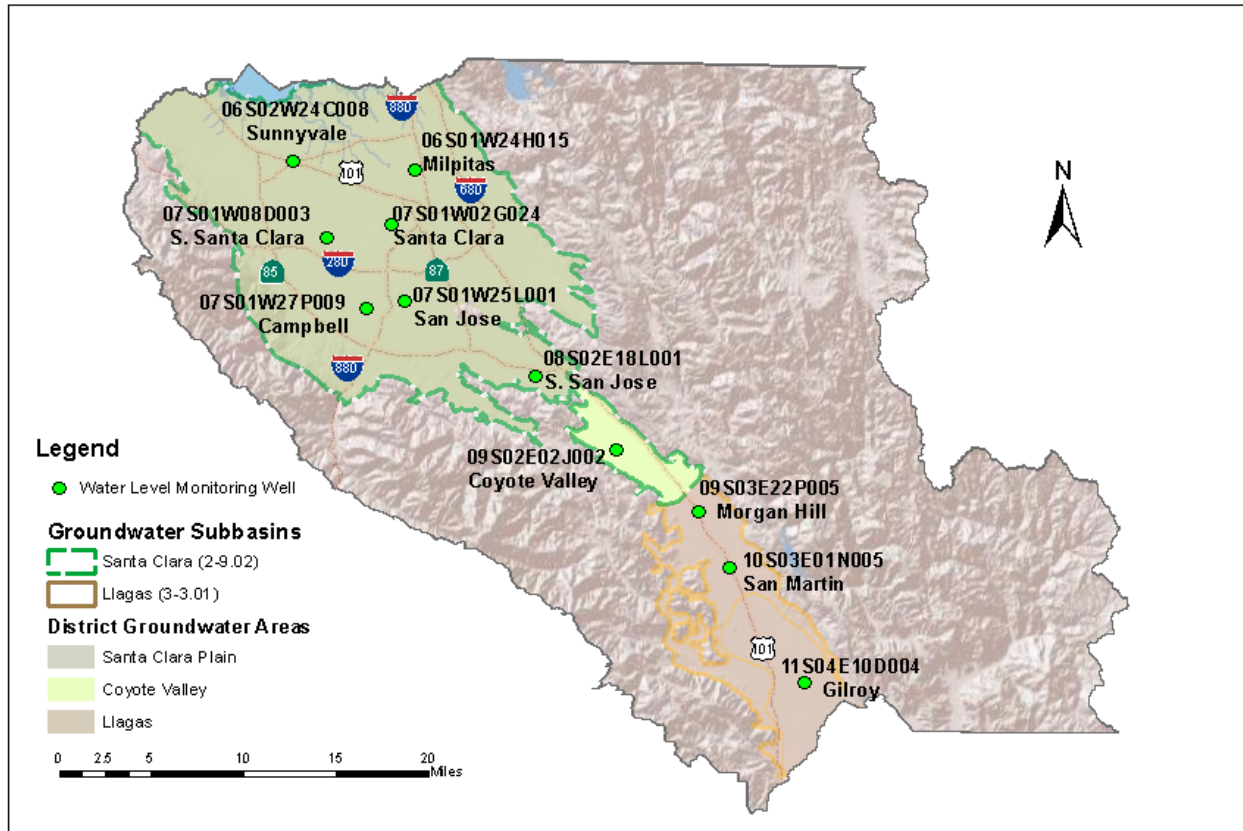 880
06S02W24C008
Sunnyvale
06S01W24H015
Milpitas
101
680
07S01W08D003
S. Santa Clara
07S01W02G024
Santa Clara
85
280
87
07S01W27P009
Campbell
07S01W25L001
San Jose
880
08S02E18L001
S. San Jose
09S02E02J002
Coyote Valley
09S03E22P005
Morgan Hill
10S03E01N005
San Martin
101
11S04E10D004
Gilroy
N
Legend
Water Level Monitoring Well
Groundwater Subbasins
Santa Clara (2-9.02)
Llagas (3-3.01)
District Groundwater Areas
Santa Clara Plain
Coyote Valley
Llagas
0 2.5 5 10 15 20
Miles